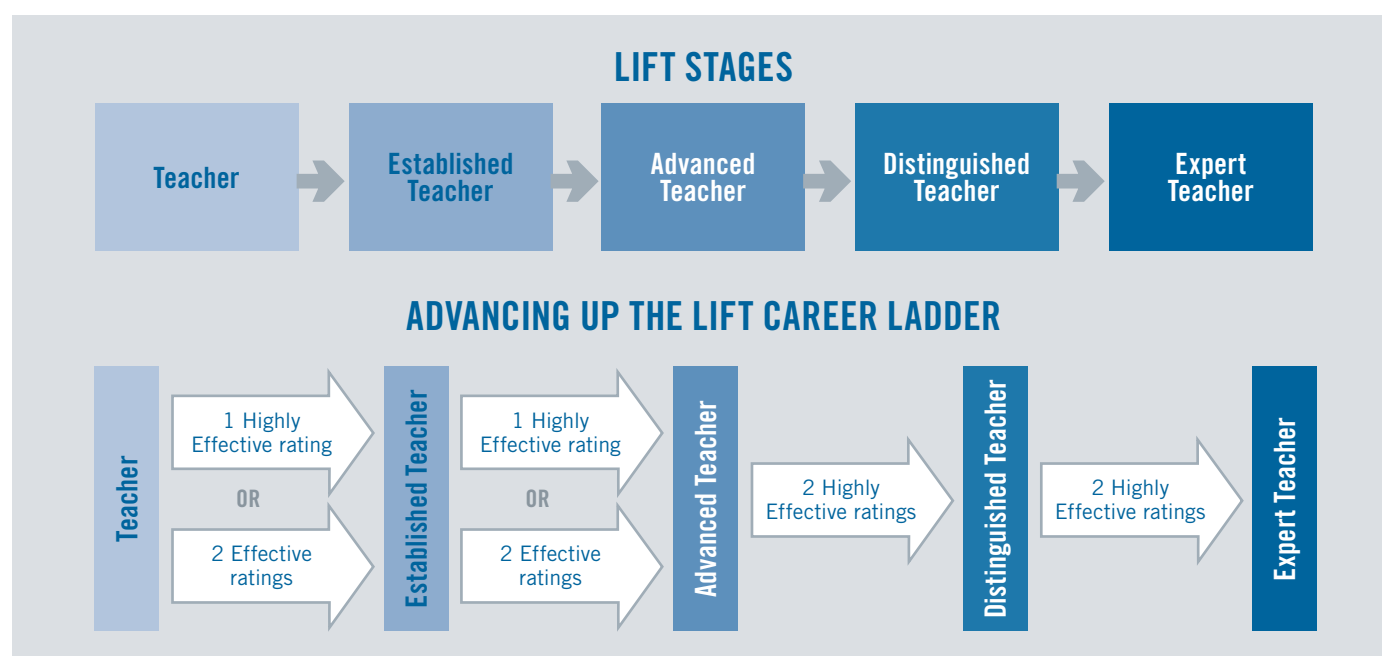 LIFT STAGES
Teacher
Established
Teacher
Advanced
Teacher
Distinguished
Teacher
Expert
Teacher
ADVANCING UP THE LIFT CAREER LADDER
Teacher
1 Highly
Effective rating
OR
2 Effective
ratings
Established Teacher
1 Highly
Effective rating
OR
2 Effective
ratings
Advanced Teacher
2 Highly
Effective ratings
Distinguished Teacher
2 Highly
Effective ratings
Expert Teacher